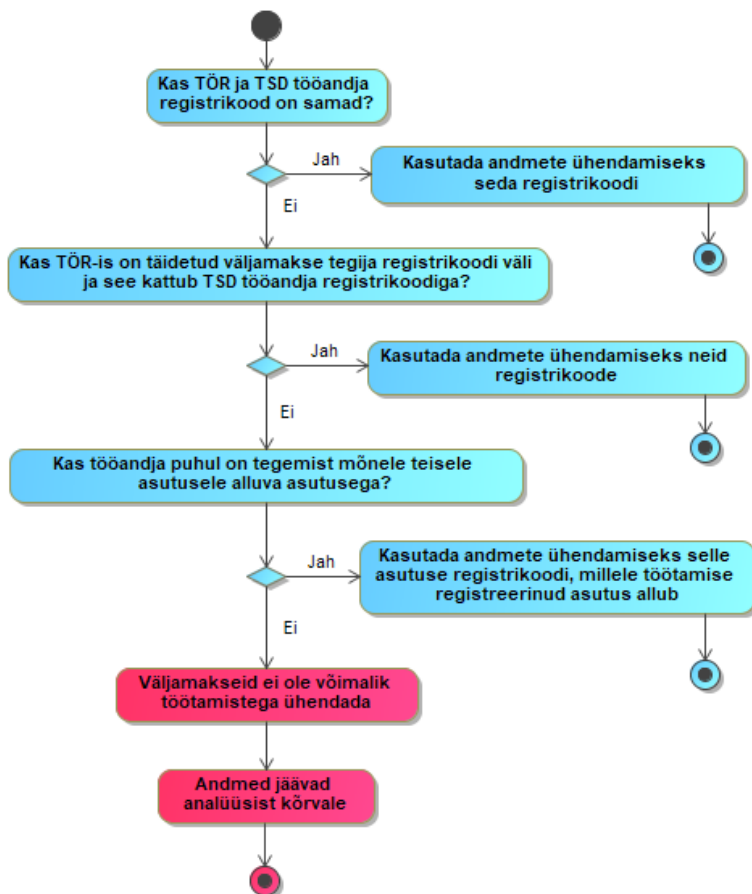 Kas TÖR ja TSD tööandja
registrikood on samad?
Jah
Kasutada andmete ühendamiseks
seda registrikoodi
Ei
Kas TÖR-is on täidetud väljamakse tegija registrikoodi väli
ja see kattub TSD tööandja registrikoodiga?
Jah
Kasutada andmete ühendamiseks neid
registrikoode
Ei
Kas tööandja puhul on tegemist mõnele teisele
asutusele alluva asutusega?
Jah
Kasutada andmete ühendamiseks selle
asutuse registrikoodi, millele töötamise
registreerinud asutus allub
Ei
Väljamakseid ei ole võimalik
töötamistega ühendada
Andmed jäävad
analüüsist kõrvale